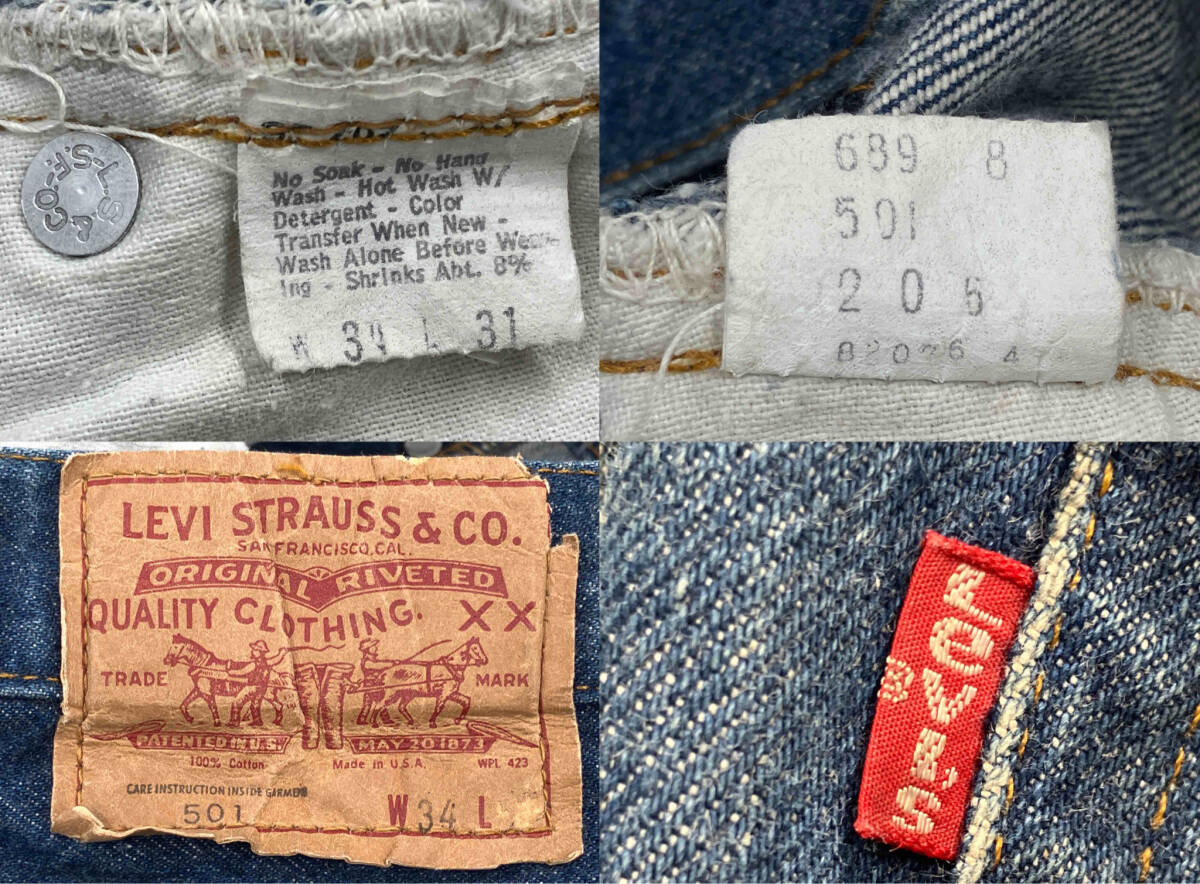 L.S.
& CO-S.F.
No Soak - No Hand
Wash - Hot Wash W/
Detergent - Color
Transfer When New -
Wash Alone Before Wear-
ing - Shrinks Abt. 8%
W 34 L 31
689 8
501
2 0 6
LEVI STRAUSS & CO.
SAN FRANCISCO, CAL.
ORIGINAL RIVETED
QUALITY CLOTHING. XX
TRADE MARK
PATENTED IN U.S. MAY 20 1873
100% Cotton Made in U.S.A. WPL 423
CARE INSTRUCTION INSIDE GARMENT
501 W 34 L
LEVI'S
®